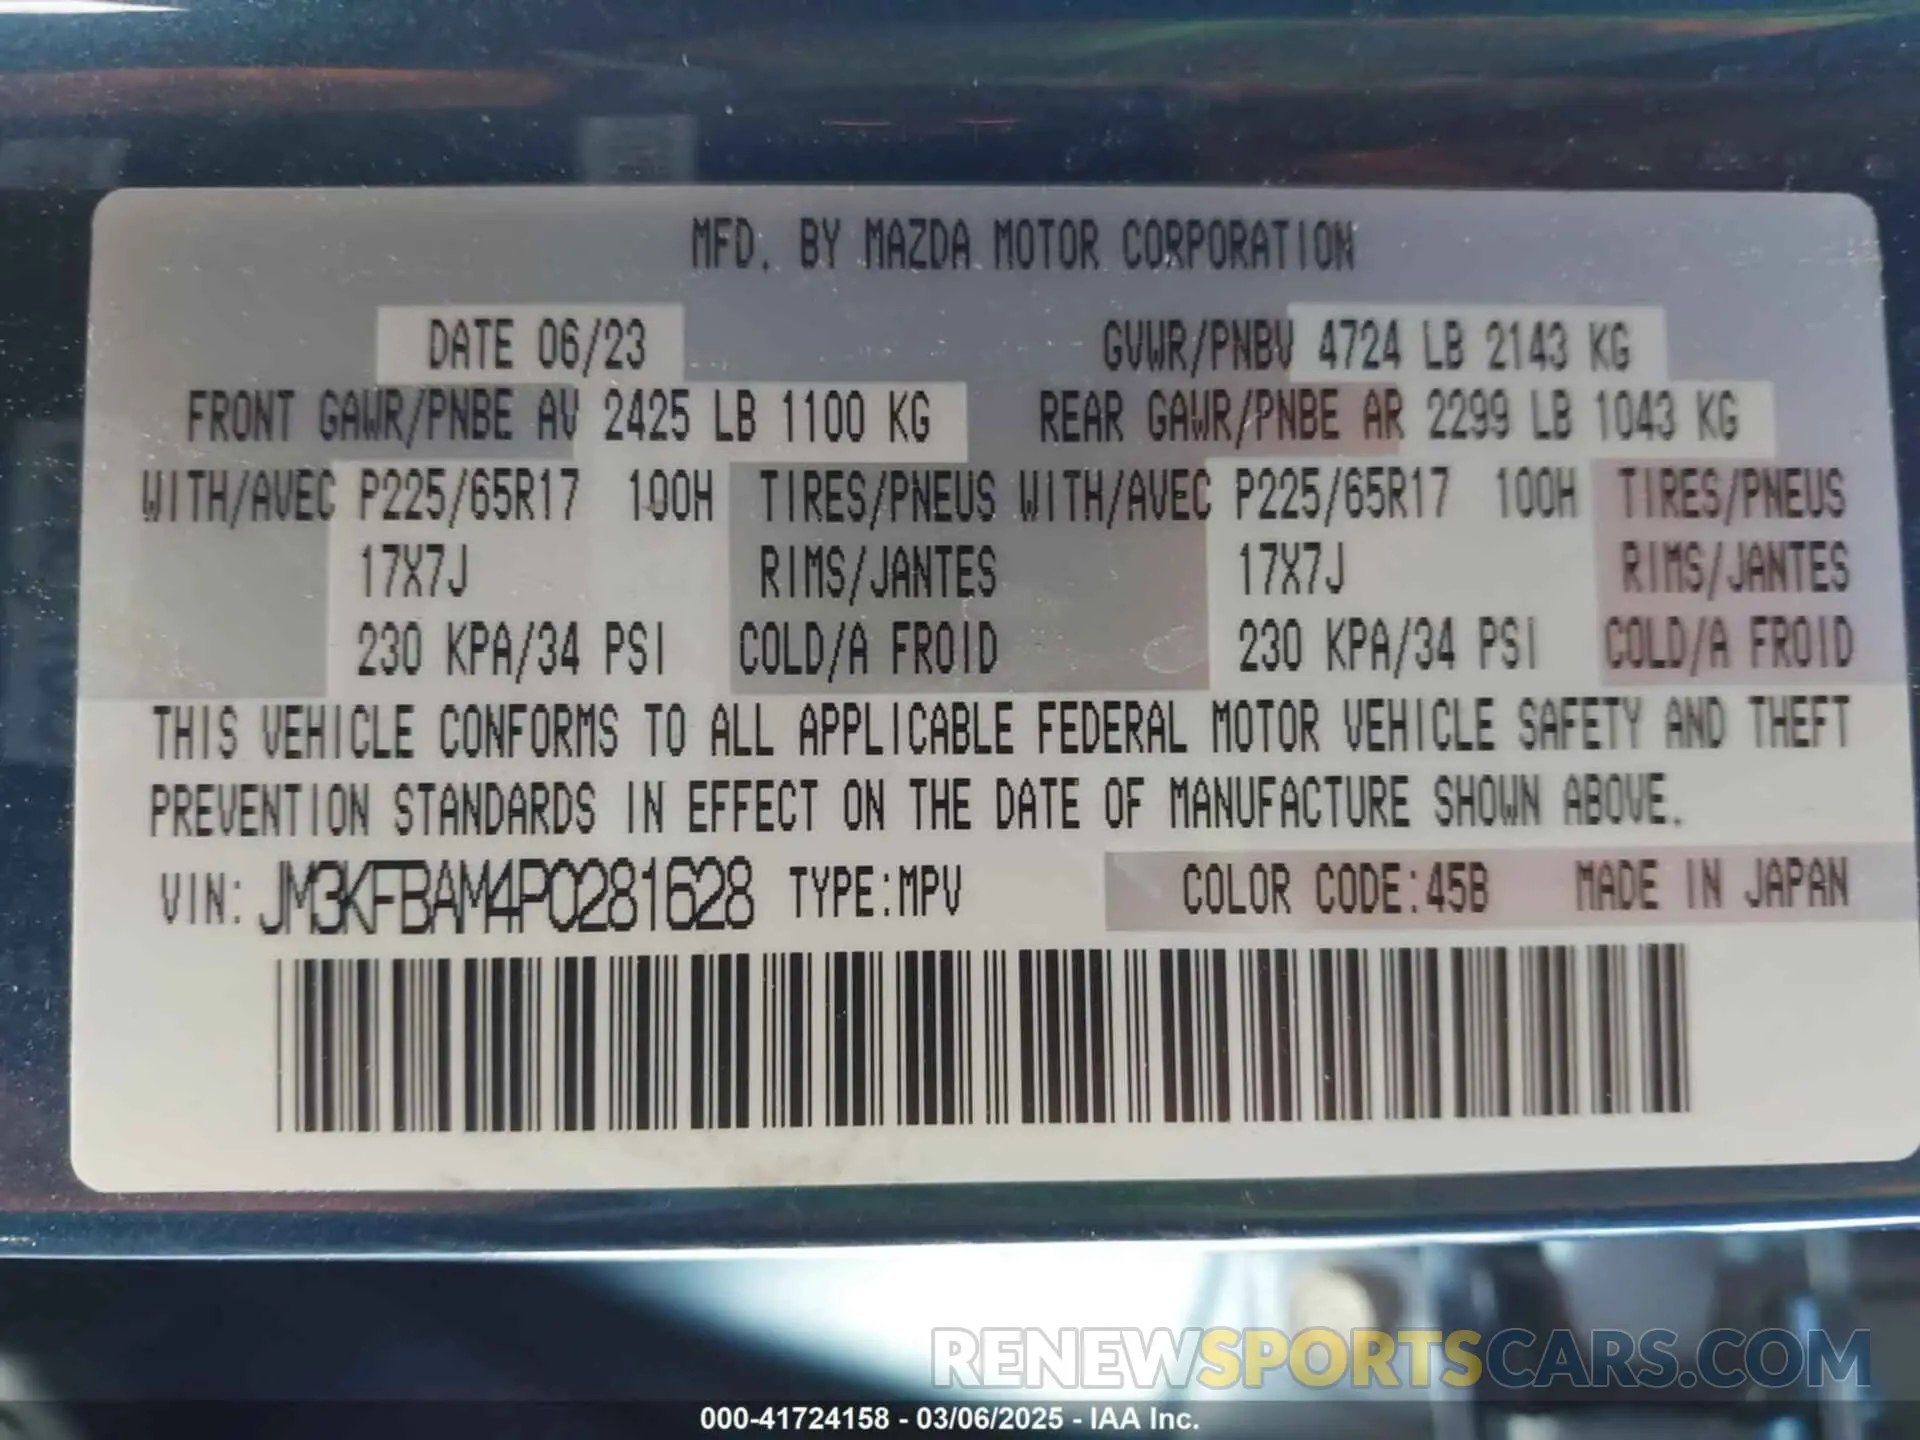 MFD. BY MAZDA MOTOR CORPORATION
DATE 06/23 GVWR/PNBV 4724 LB 2143 KG
FRONT GAWR/PNBE AV 2425 LB 1100 KG REAR GAWR/PNBE AR 2299 LB 1043 KG
WITH/AVEC P225/65R17 100H TIRES/PNEUS WITH/AVEC P225/65R17 100H TIRES/PNEUS
17X7J RIMS/JANTES 17X7J RIMS/JANTES
230 KPA/34 PSI COLD/A FROID 230 KPA/34 PSI COLD/A FROID
THIS VEHICLE CONFORMS TO ALL APPLICABLE FEDERAL MOTOR VEHICLE SAFETY AND THEFT
PREVENTION STANDARDS IN EFFECT ON THE DATE OF MANUFACTURE SHOWN ABOVE.
VIN: JM3KFBAM4P0281628 TYPE:MPV COLOR CODE:45B MADE IN JAPAN
RENEWSPORTSCARS.COM
000-41724158 - 03/06/2025 - IAA Inc.